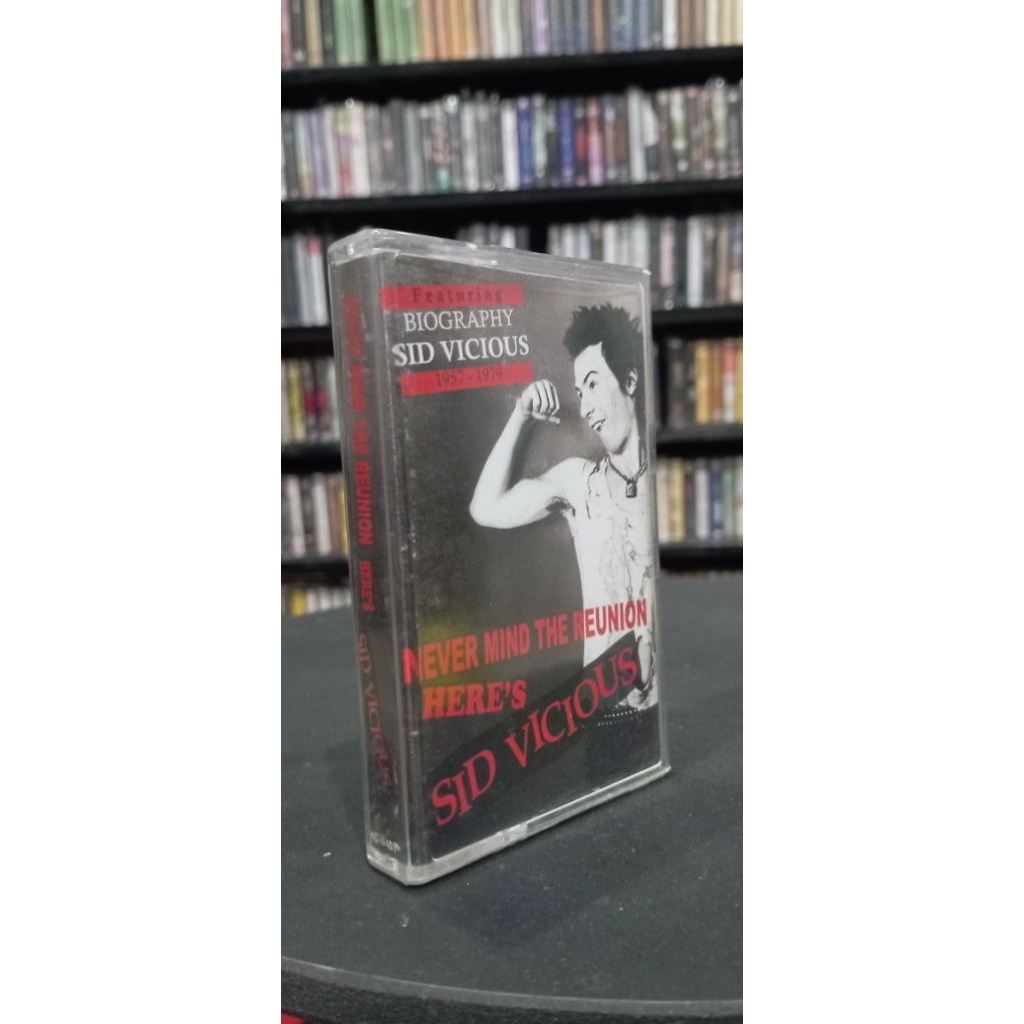 Featuring
BIOGRAPHY
SID VICIOUS
1957 - 1979
NEVER MIND THE REUNION
HERE'S
SID VICIOUS
NEVER MIND THE REUNION HERE'S SID VICIOUS